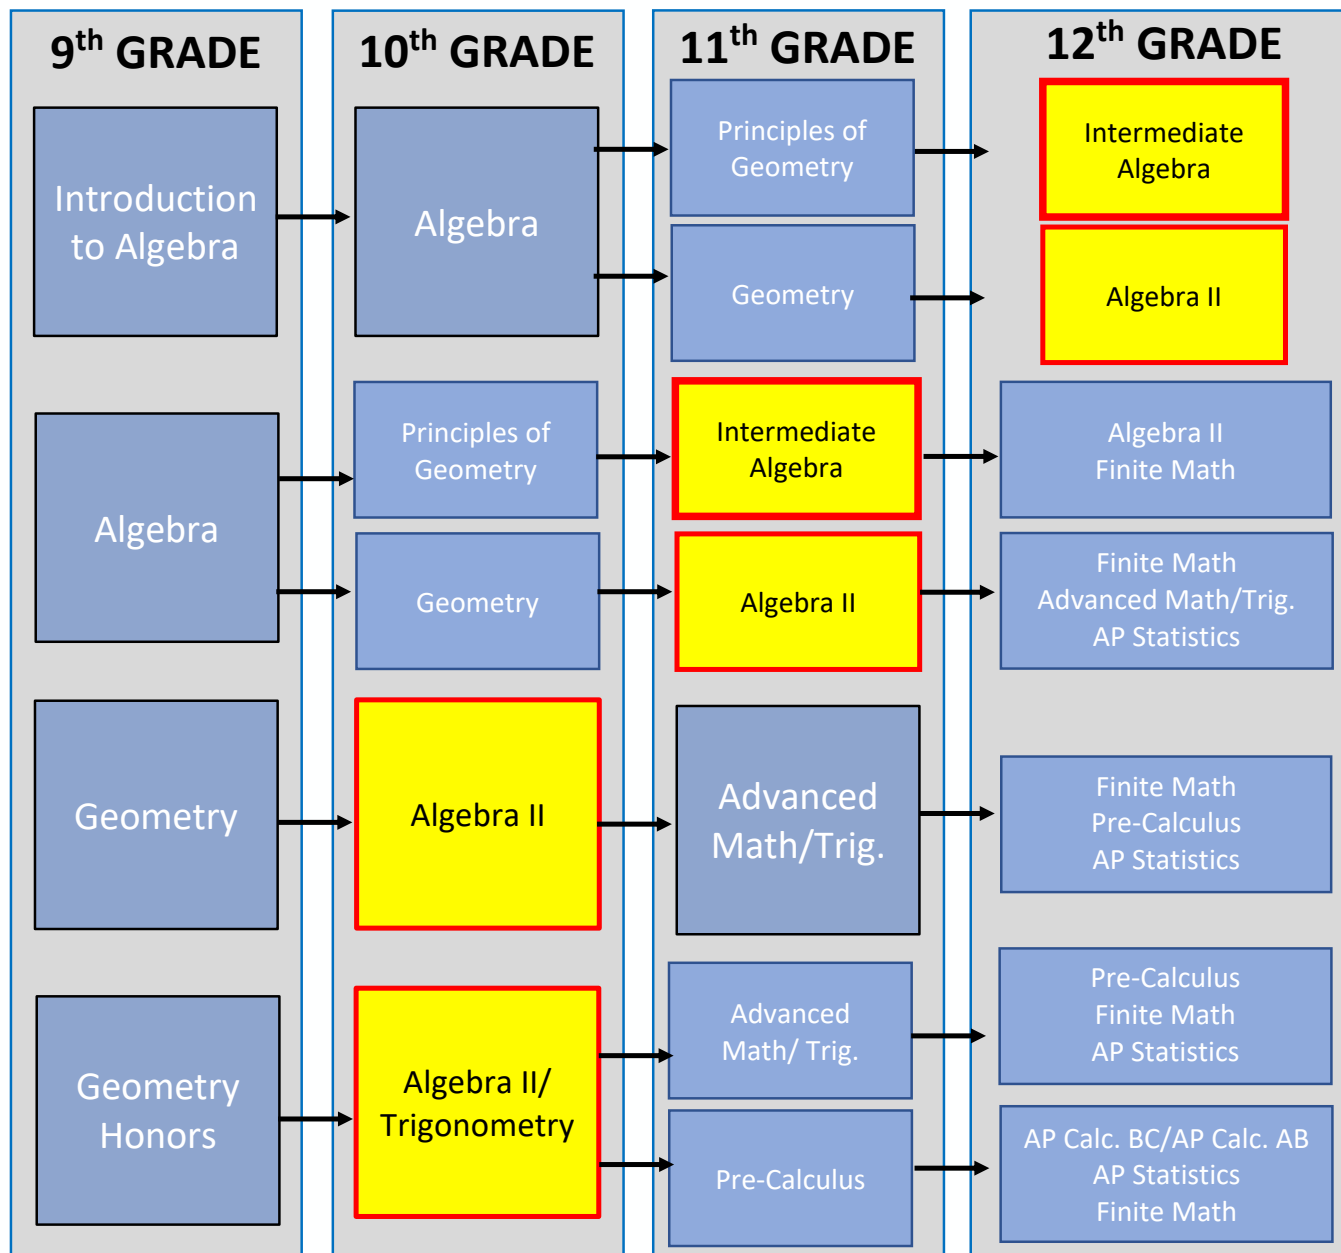 9th GRADE
10th GRADE
11th GRADE
12th GRADE
Introduction
to Algebra
Algebra
Principles of
Geometry
Intermediate
Algebra
Geometry
Algebra II
Algebra
Principles of
Geometry
Intermediate
Algebra
Algebra II
Finite Math
Geometry
Algebra II
Finite Math
Advanced Math/Trig.
AP Statistics
Geometry
Algebra II
Advanced
Math/Trig.
Finite Math
Pre-Calculus
AP Statistics
Geometry
Honors
Algebra II/
Trigonometry
Advanced
Math/ Trig.
Pre-Calculus
Finite Math
AP Statistics
Pre-Calculus
AP Calc. BC/AP Calc. AB
AP Statistics
Finite Math